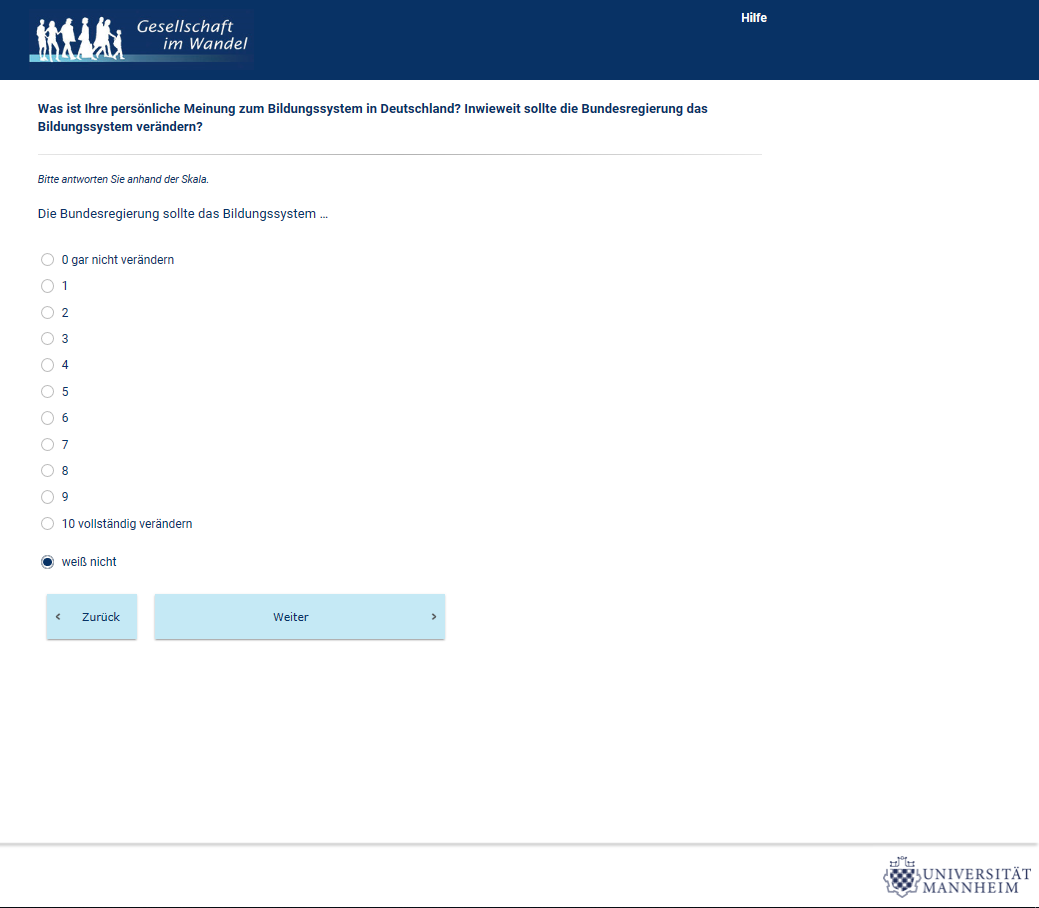 Gesellschaft
im Wandel
Hilfe
Was ist Ihre persönliche Meinung zum Bildungssystem in Deutschland? Inwieweit sollte die Bundesregierung das
Bildungssystem verändern?
Bitte antworten Sie anhand der Skala.
Die Bundesregierung sollte das Bildungssystem ...
0 gar nicht verändern
1
2
3
4
5
6
7
8
9
10 vollständig verändern
weiß nicht
‹ Zurück
Weiter ›
UNIVERSITÄT
MANNHEIM